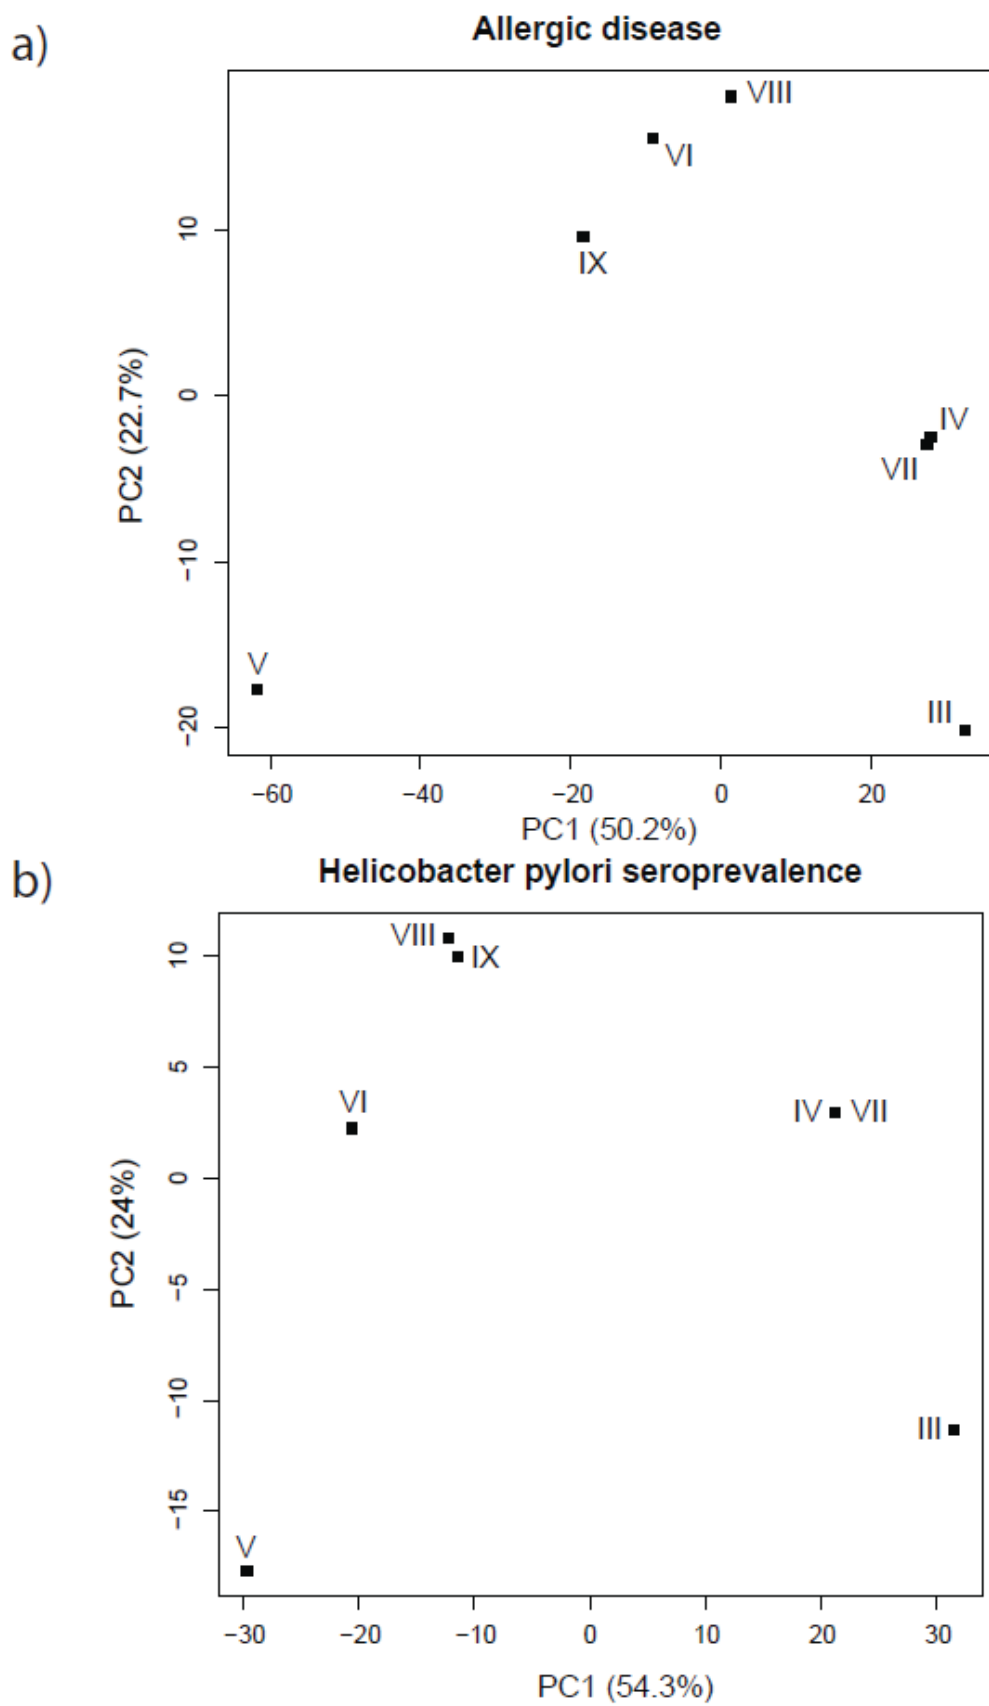 a)
Allergic disease
VIII
VI
10
IX
PC2 (22.7%)
0
IV
VII
−10
V
III
−20
−60 −40 −20 0 20
PC1 (50.2%)
b)
Helicobacter pylori seroprevalence
VIII
10
IX
5
VI
IV VII
PC2 (24%)
0
−5
−10
III
−15
V
−30 −20 −10 0 10 20 30
PC1 (54.3%)